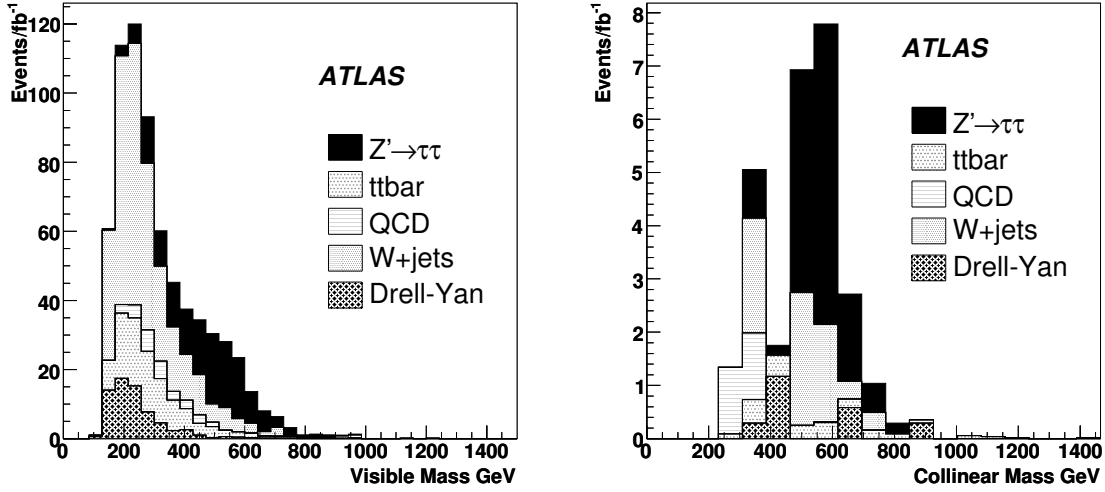 Events/fb⁻¹
120
100
80
60
40
20
0
0 200 400 600 800 1000 1200 1400
Visible Mass GeV
ATLAS
Z'→ττ
ttbar
QCD
W+jets
Drell-Yan
Events/fb⁻¹
8
7
6
5
4
3
2
1
0
0 200 400 600 800 1000 1200 1400
Collinear Mass GeV
ATLAS
Z'→ττ
ttbar
QCD
W+jets
Drell-Yan